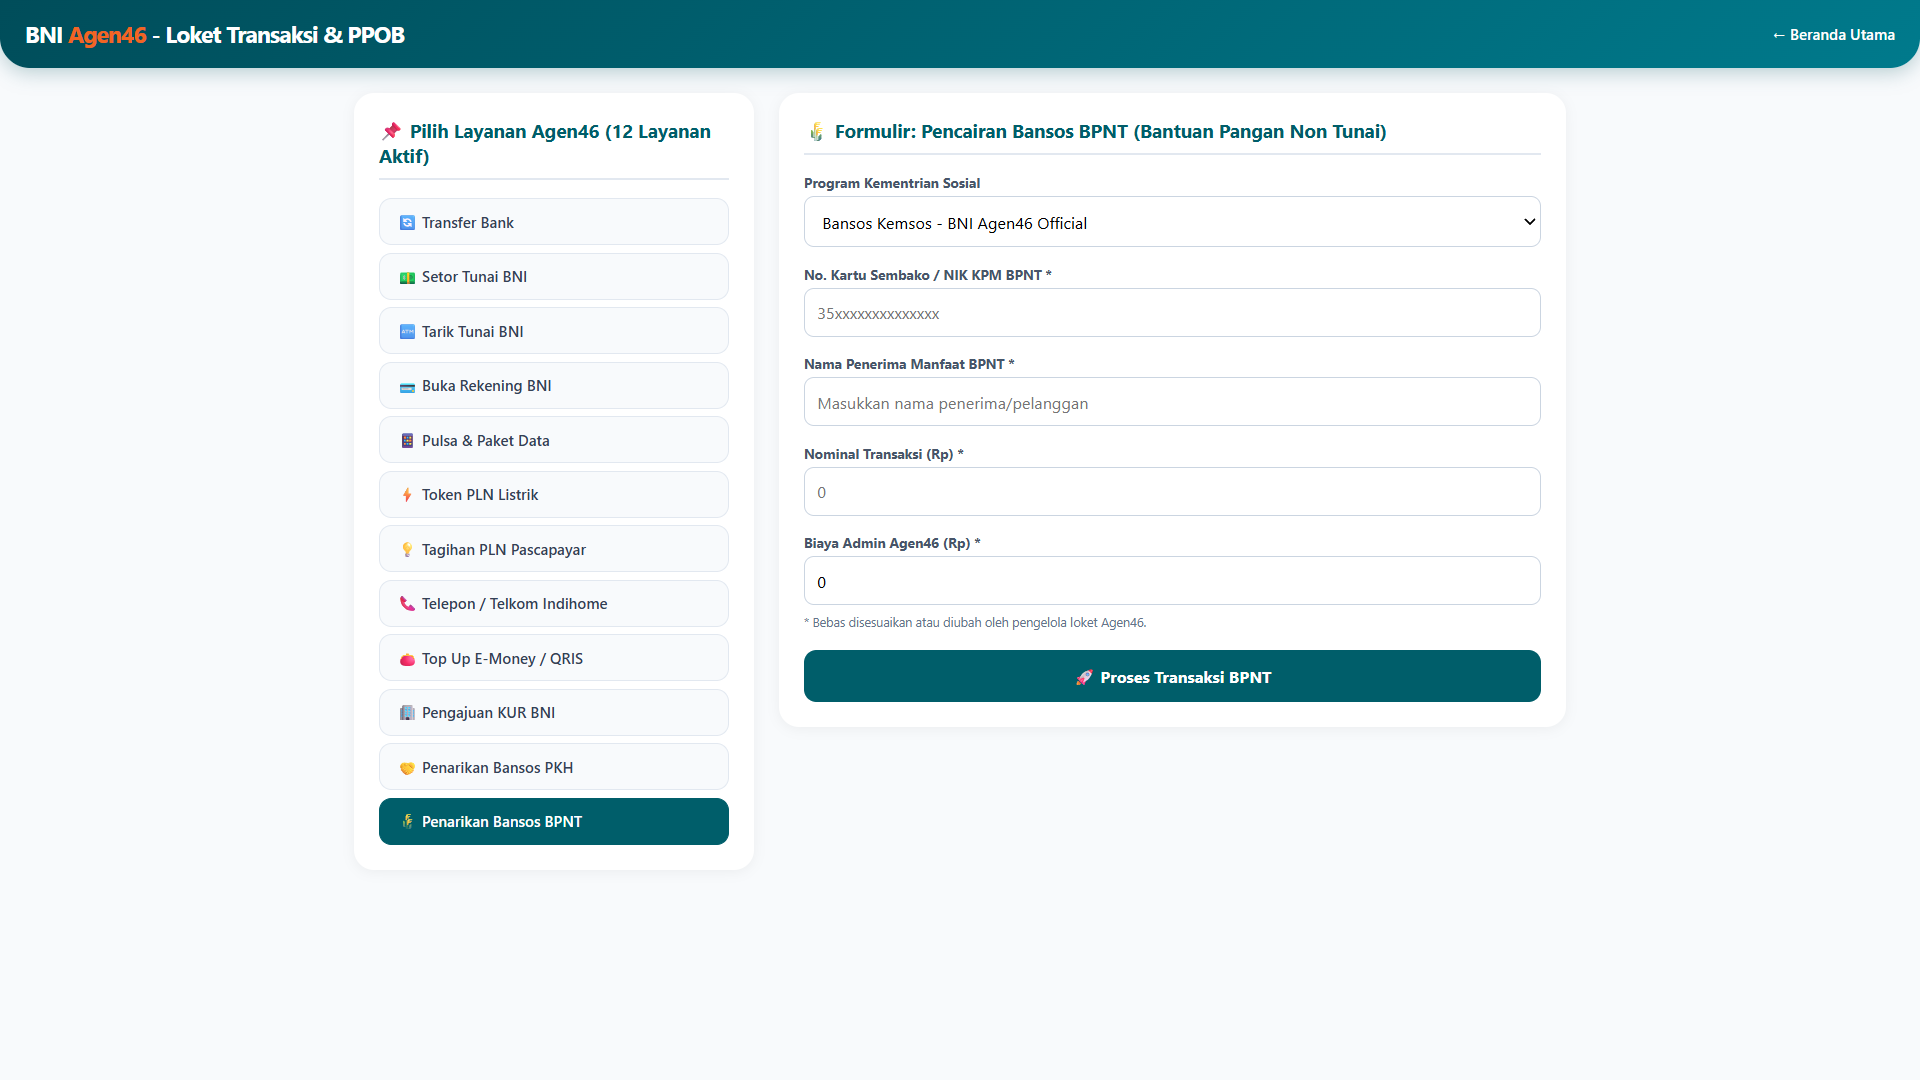 BNI Agen46 - Loket Transaksi & PPOB
← Beranda Utama
Pilih Layanan Agen46 (12 Layanan
Aktif)
Transfer Bank
Setor Tunai BNI
Tarik Tunai BNI
Buka Rekening BNI
Pulsa & Paket Data
Token PLN Listrik
Tagihan PLN Pascapayar
Telepon / Telkom Indihome
Top Up E-Money / QRIS
Pengajuan KUR BNI
Penarikan Bansos PKH
Penarikan Bansos BPNT
Formulir: Pencairan Bansos BPNT (Bantuan Pangan Non Tunai)
Program Kementrian Sosial
Bansos Kemsos - BNI Agen46 Official
No. Kartu Sembako / NIK KPM BPNT *
35xxxxxxxxxxxxxx
Nama Penerima Manfaat BPNT *
Masukkan nama penerima/pelanggan
Nominal Transaksi (Rp) *
0
Biaya Admin Agen46 (Rp) *
0
* Bebas disesuaikan atau diubah oleh pengelola loket Agen46.
Proses Transaksi BPNT